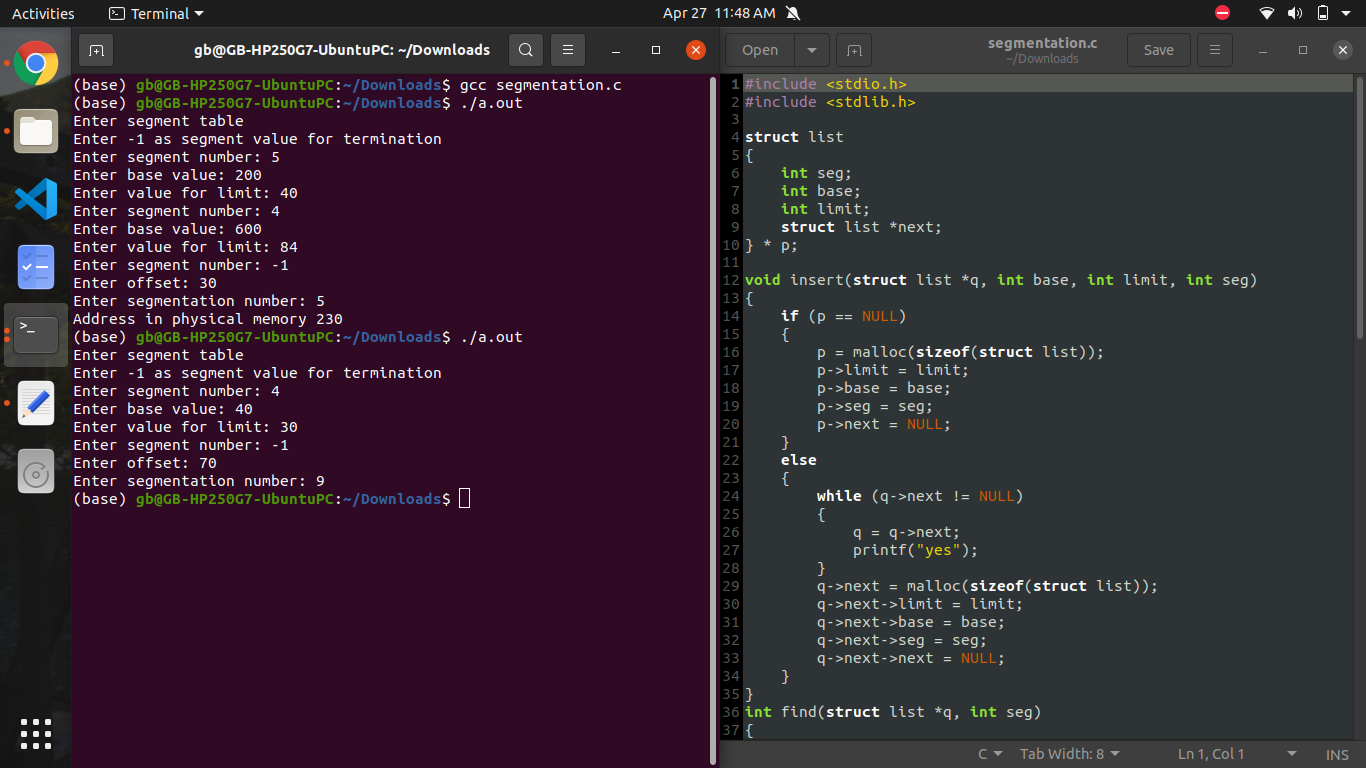 Activities Terminal Apr 27 11:48 AM
gb@GB-HP250G7-UbuntuPC: ~/Downloads
(base) gb@GB-HP250G7-UbuntuPC:~/Downloads$ gcc segmentation.c
(base) gb@GB-HP250G7-UbuntuPC:~/Downloads$ ./a.out
Enter segment table
Enter -1 as segment value for termination
Enter segment number: 5
Enter base value: 200
Enter value for limit: 40
Enter segment number: 4
Enter base value: 600
Enter value for limit: 84
Enter segment number: -1
Enter offset: 30
Enter segmentation number: 5
Address in physical memory 230
(base) gb@GB-HP250G7-UbuntuPC:~/Downloads$ ./a.out
Enter segment table
Enter -1 as segment value for termination
Enter segment number: 4
Enter base value: 40
Enter value for limit: 30
Enter segment number: -1
Enter offset: 70
Enter segmentation number: 9
(base) gb@GB-HP250G7-UbuntuPC:~/Downloads$
>_
Open segmentation.c Save
~/Downloads
1 #include <stdio.h>
2 #include <stdlib.h>
3
4 struct list
5 {
6     int seg;
7     int base;
8     int limit;
9     struct list *next;
10 } * p;
11
12 void insert(struct list *q, int base, int limit, int seg)
13 {
14     if (p == NULL)
15     {
16         p = malloc(sizeof(struct list));
17         p->limit = limit;
18         p->base = base;
19         p->seg = seg;
20         p->next = NULL;
21     }
22     else
23     {
24         while (q->next != NULL)
25         {
26             q = q->next;
27             printf("yes");
28         }
29         q->next = malloc(sizeof(struct list));
30         q->next->limit = limit;
31         q->next->base = base;
32         q->next->seg = seg;
33         q->next->next = NULL;
34     }
35 }
36 int find(struct list *q, int seg)
37 {
C Tab Width: 8 Ln 1, Col 1 INS